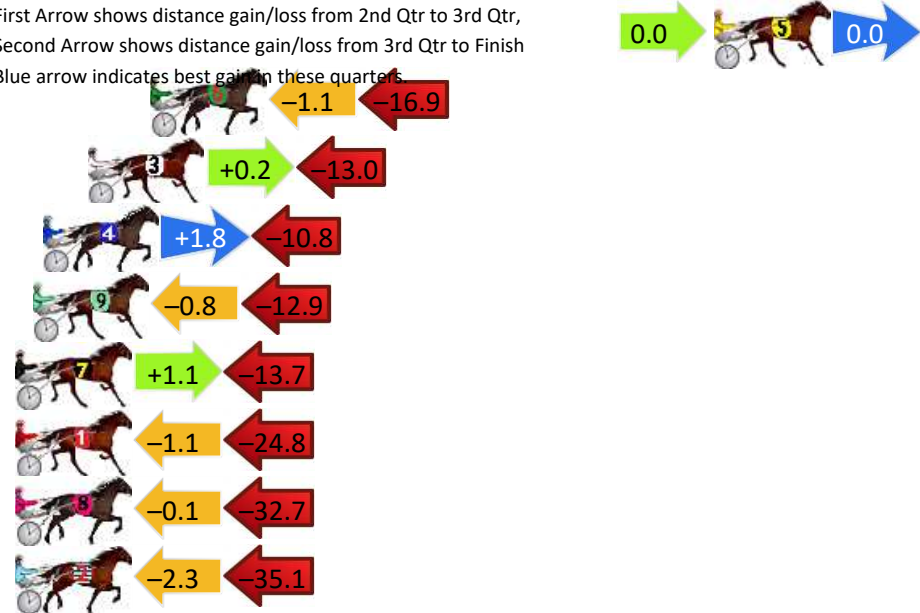 First Arrow shows distance gain/loss from 2nd Qtr to 3rd Qtr,
Second Arrow shows distance gain/loss from 3rd Qtr to Finish
Blue arrow indicates best gain in these quarters.
0.0 5 0.0
6 –1.1 –16.9
3 +0.2 –13.0
4 +1.8 –10.8
9 –0.8 –12.9
7 +1.1 –13.7
1 –1.1 –24.8
8 –0.1 –32.7
2 –2.3 –35.1